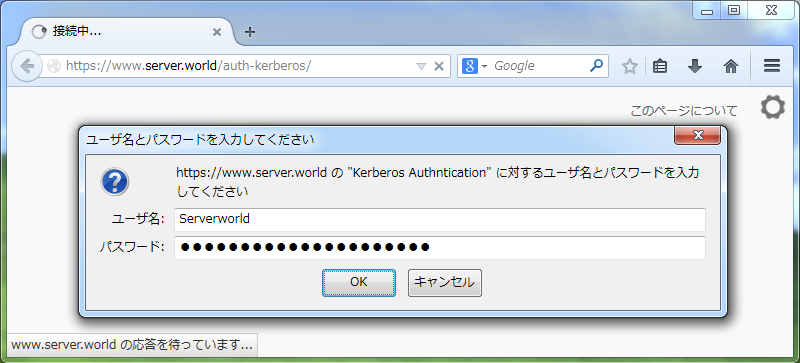 接続中...
https://www.server.world/auth-kerberos/
Google
このページについて
ユーザ名とパスワードを入力してください
https://www.server.world の "Kerberos Authntication" に対するユーザ名とパスワードを入力
してください
ユーザ名: Serverworld
パスワード: ●●●●●●●●●●●●●●●●●●●●●
OK キャンセル
www.server.world の応答を待っています...